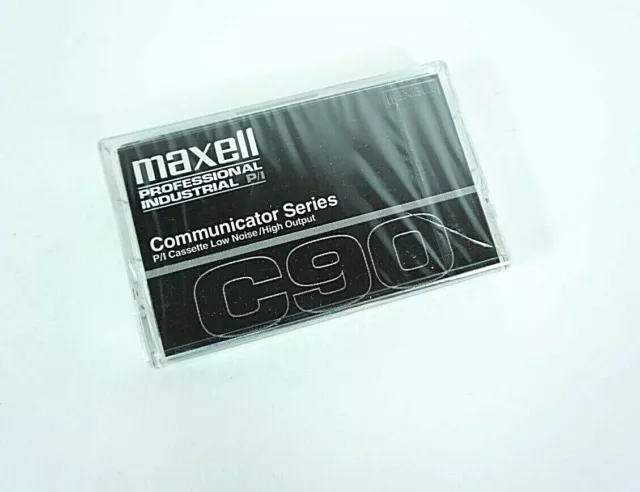 maxell
PROFESSIONAL
INDUSTRIAL P/I
Communicator Series
P/I Cassette Low Noise/High Output
C90